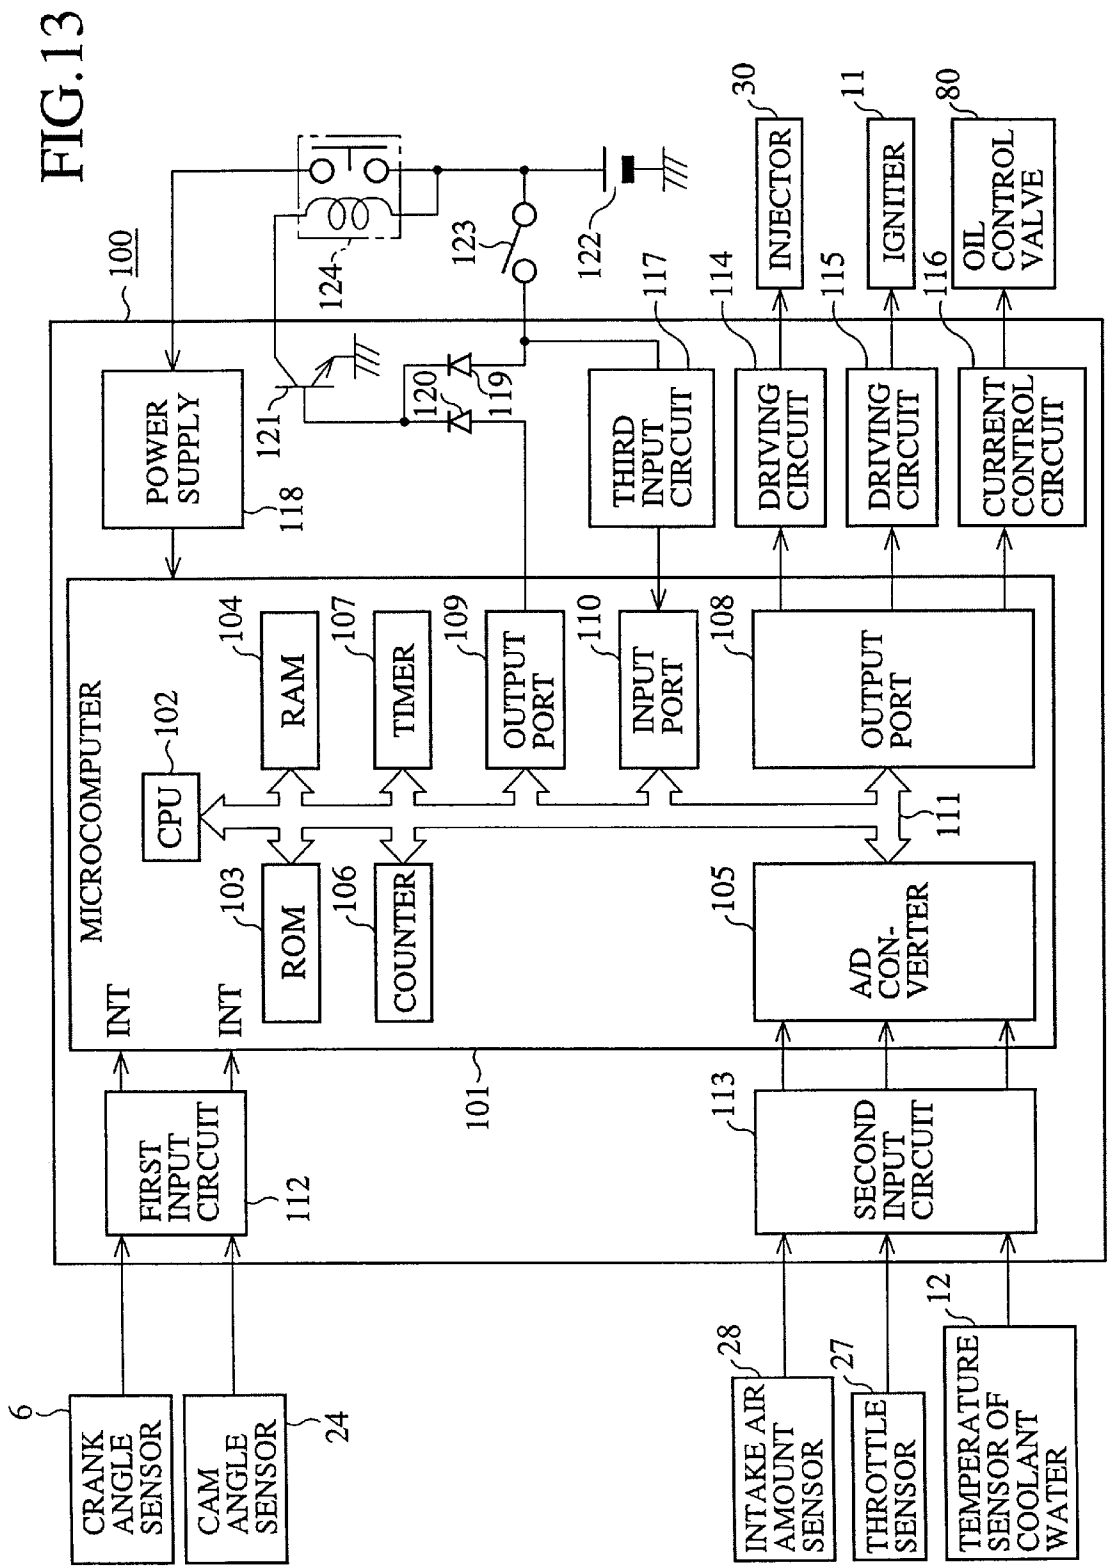 FIG.13
6
CRANK
ANGLE
SENSOR
CAM
ANGLE
SENSOR
24
INTAKE AIR
AMOUNT
SENSOR
28
THROTTLE
SENSOR
27
TEMPERATURE
SENSOR OF
COOLANT
WATER
12
100
FIRST
INPUT
CIRCUIT
112
SECOND
INPUT
CIRCUIT
113
MICROCOMPUTER
101
INT
INT
CPU
102
ROM
103
RAM
104
COUNTER
106
TIMER
107
OUTPUT
PORT
109
INPUT
PORT
110
A/D
CON-
VERTER
105
111
OUTPUT
PORT
108
POWER
SUPPLY
118
121
120
119
THIRD
INPUT
CIRCUIT
117
DRIVING
CIRCUIT
114
DRIVING
CIRCUIT
115
CURRENT
CONTROL
CIRCUIT
116
124
123
122
INJECTOR
30
IGNITER
11
OIL
CONTROL
VALVE
80